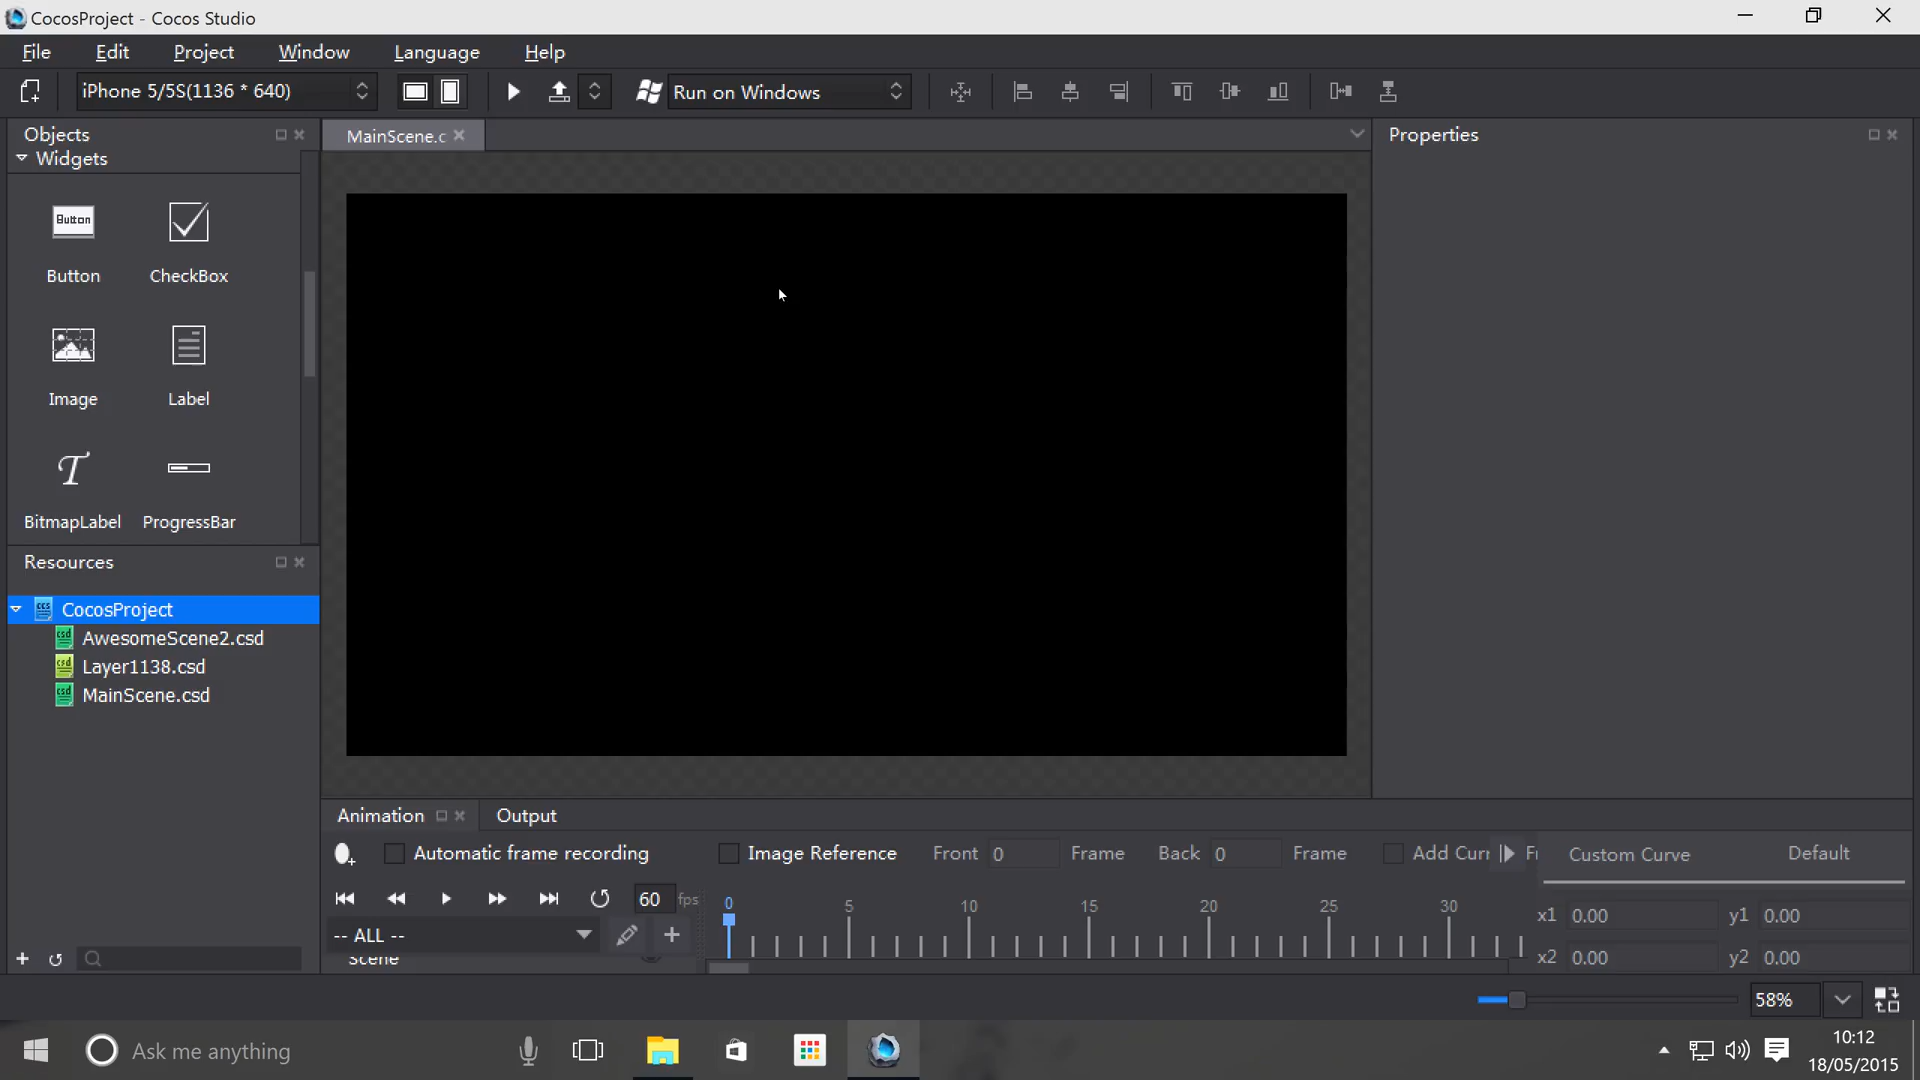 CocosProject - Cocos Studio
File Edit Project Window Language Help
iPhone 5/5S(1136 * 640) Run on Windows
Objects
Widgets
Button
Button CheckBox
Image Label
T
BitmapLabel ProgressBar
Resources
CocosProject
AwesomeScene2.csd
Layer1138.csd
MainScene.csd
MainScene.c
Properties
Animation Output
Automatic frame recording Image Reference Front 0 Frame Back 0 Frame Add Curr Fr
60 fps
-- ALL --
Scene
0 5 10 15 20 25 30
Custom Curve Default
x1 0.00 y1 0.00
x2 0.00 y2 0.00
58%
Ask me anything
10:12
18/05/2015